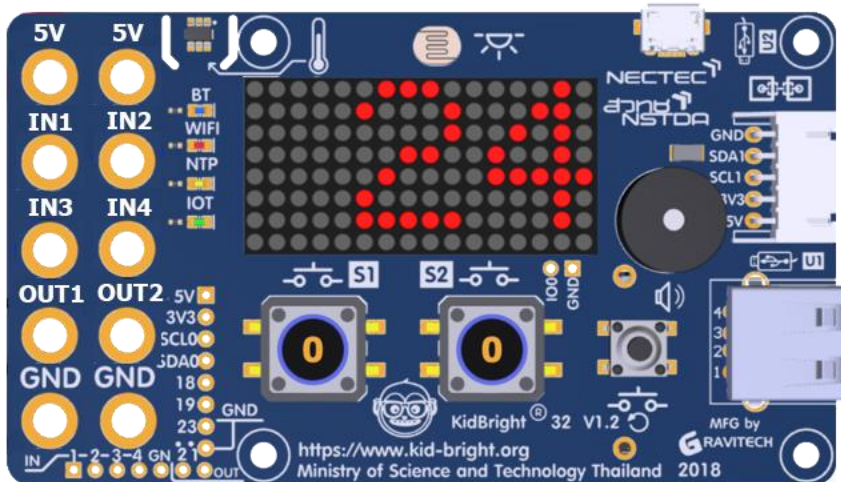 5V 5V
BT
IN1 IN2
WIFI
NTP
IN3 IN4
IOT
OUT1 OUT2
GND GND
5V
3V3
SCL0
SDA0
18
19
23
GND
IN 1-2-3-4 GN 21 OUT
24
S1 S2
0 0
IO0
GND
NECTEC
NSTDA
U2
GND
SDA1
SCL1
3V3
5V
U1
4
3
2
1
KidBright ® 32 V1.2
https://www.kid-bright.org
Ministry of Science and Technology Thailand
MFG by
GRAVITECH
2018